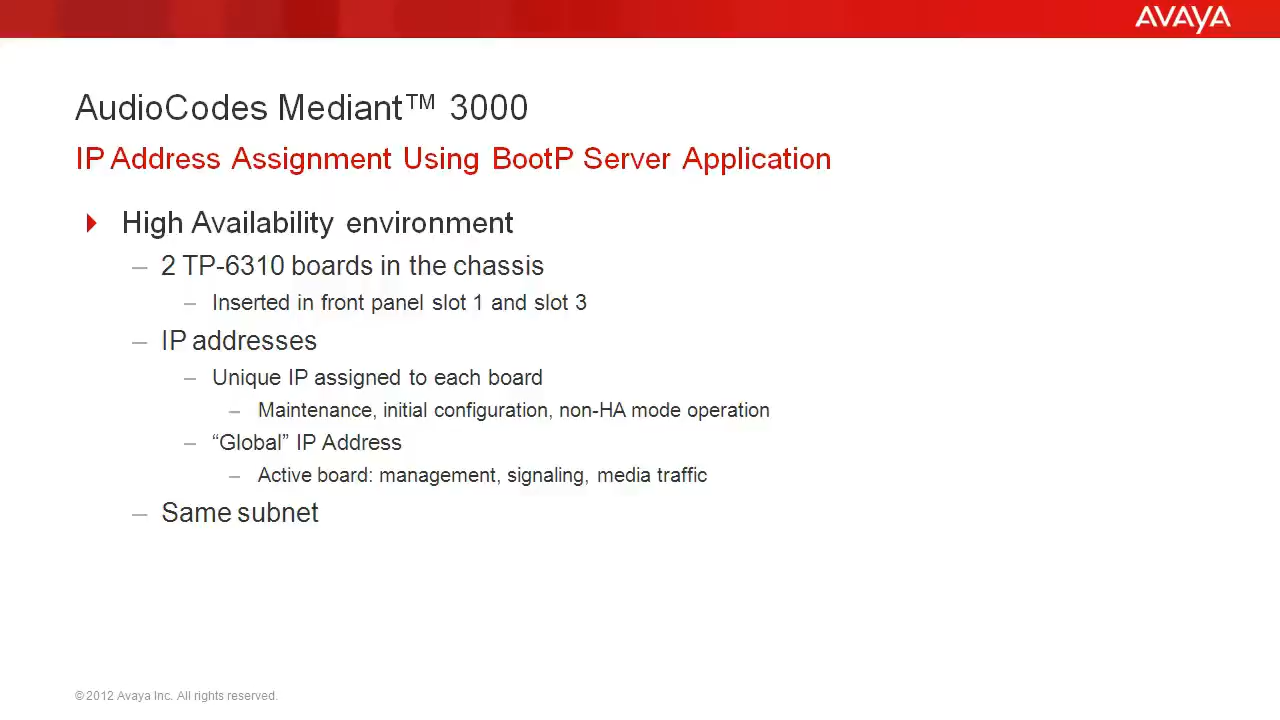 AVAYA
AudioCodes Mediant™ 3000
IP Address Assignment Using BootP Server Application
High Availability environment
– 2 TP-6310 boards in the chassis
– Inserted in front panel slot 1 and slot 3
– IP addresses
– Unique IP assigned to each board
– Maintenance, initial configuration, non-HA mode operation
– “Global” IP Address
– Active board: management, signaling, media traffic
– Same subnet
© 2012 Avaya Inc. All rights reserved.